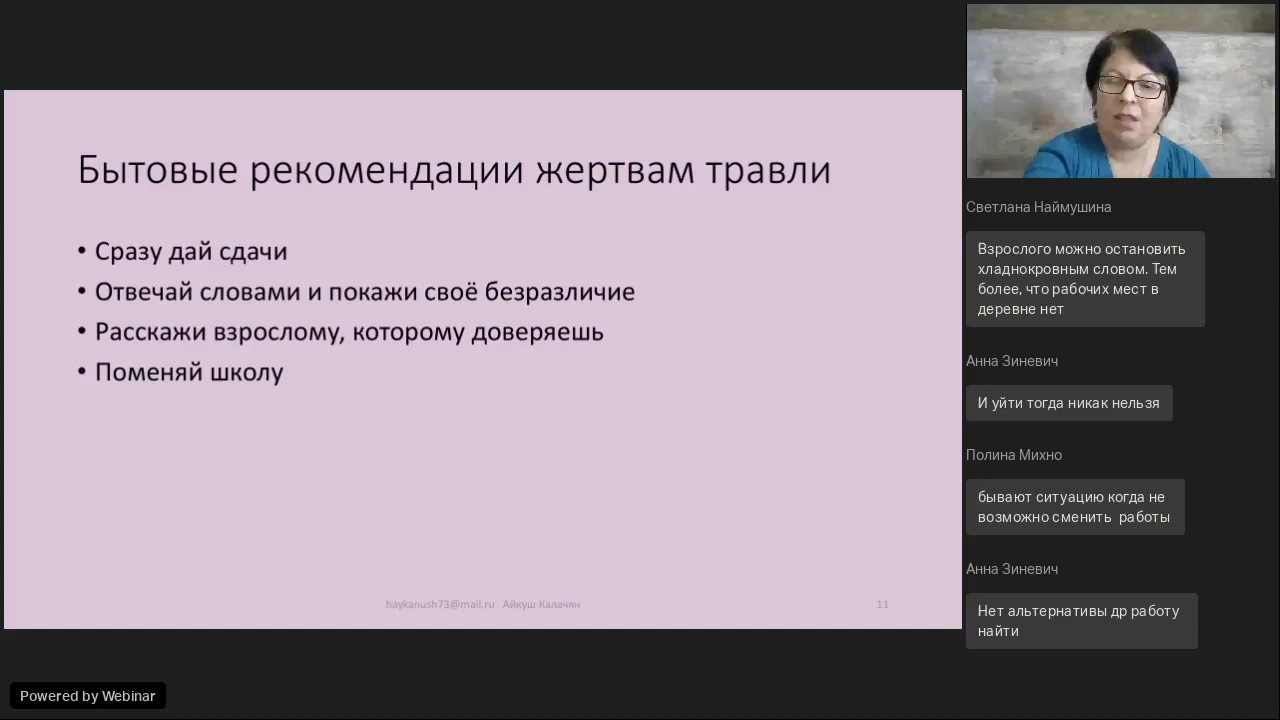 Бытовые рекомендации жертвам травли
• Сразу дай сдачи
• Отвечай словами и покажи своё безразличие
• Расскажи взрослому, которому доверяешь
• Поменяй школу
haykanush73@mail.ru Айкуш Калачян
11
Светлана Наймушина
Взрослого можно остановить
хладнокровным словом. Тем
более, что рабочих мест в
деревне нет
Анна Зиневич
И уйти тогда никак нельзя
Полина Михно
бывают ситуацию когда не
возможно сменить работы
Анна Зиневич
Нет альтернативы др работу
найти
Powered by Webinar